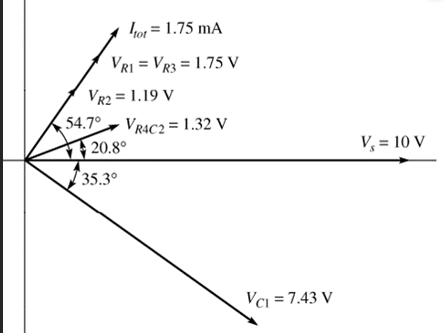 I_tot = 1.75 mA
V_R1 = V_R3 = 1.75 V
V_R2 = 1.19 V
54.7°
V_R4C2 = 1.32 V
20.8°
V_s = 10 V
35.3°
V_C1 = 7.43 V